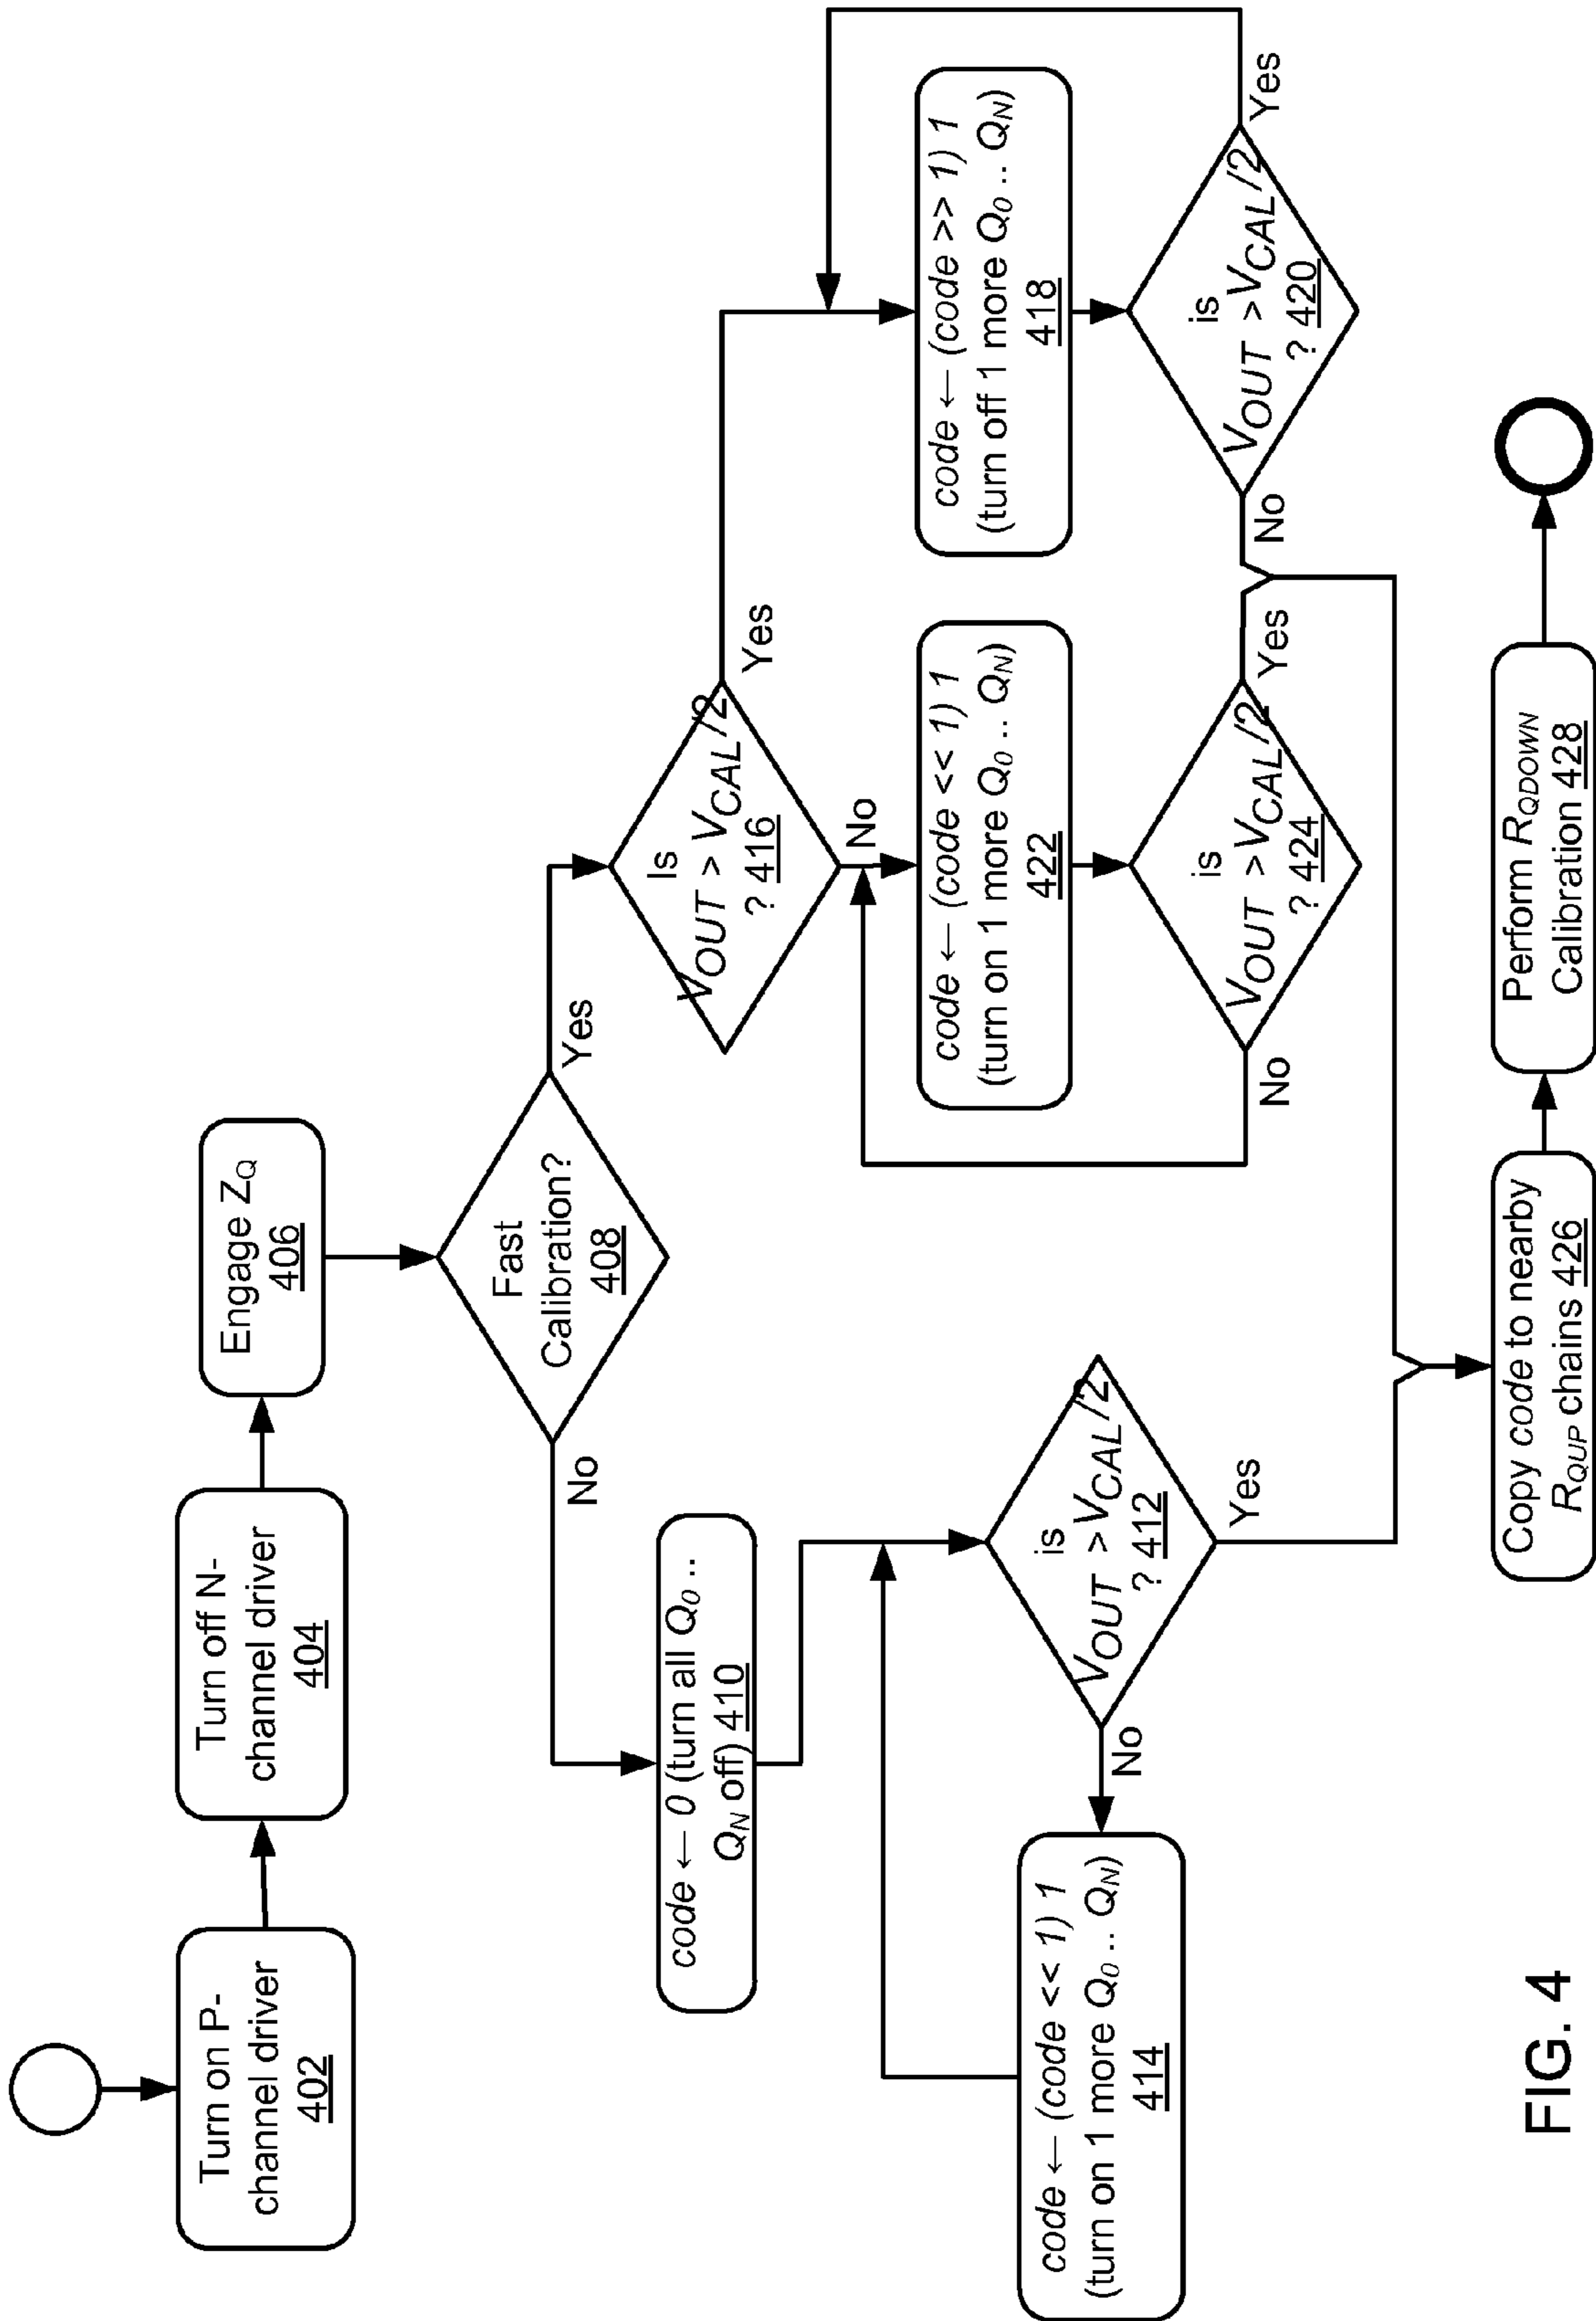 Turn on P-
channel driver
402
Turn off N-
channel driver
404
Engage ZQ
406
Fast
Calibration?
408
Yes
No
code ← 0 (turn all Q0 ..
QN off) 410
is
VOUT > VCAL/2
? 412
No
Yes
code ← (code << 1) 1
(turn on 1 more Q0 .. QN)
414
Is
VOUT > VCAL/2
? 416
Yes
No
code ← (code >> 1) 1
(turn off 1 more Q0 .. QN)
418
is
VOUT > VCAL/2
? 420
Yes
No
code ← (code << 1) 1
(turn on 1 more Q0 .. QN)
422
is
VOUT > VCAL/2
? 424
Yes
No
Copy code to nearby
RQUP chains 426
Perform RQDOWN
Calibration 428
FIG. 4